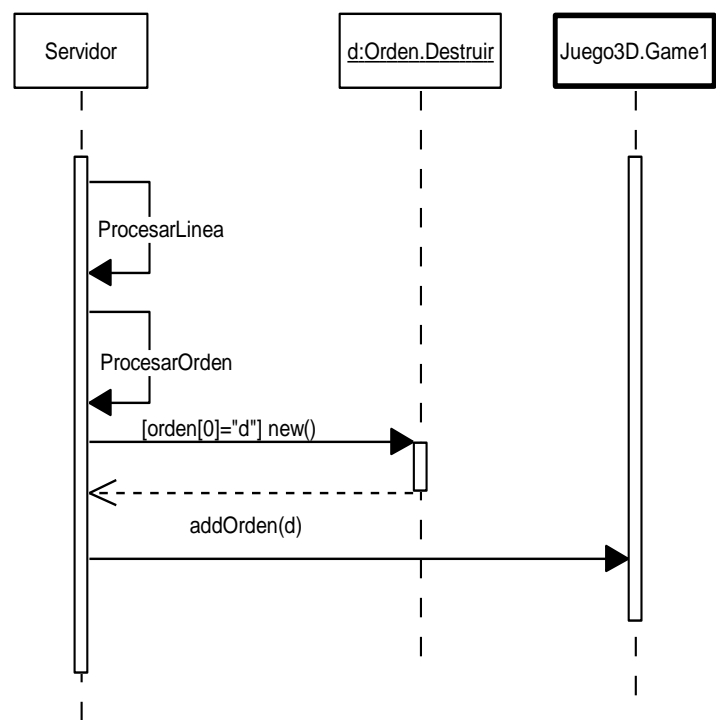 Servidor
d:Orden.Destruir
Juego3D.Game1
ProcesarLinea
ProcesarOrden
[orden[0]="d"] new()
addOrden(d)